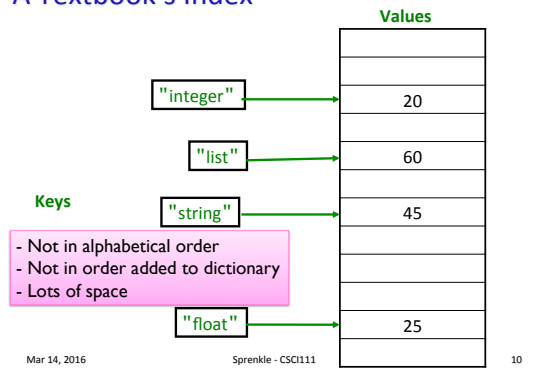 A Textbook's Index
Values
"integer"
20
"list"
60
Keys
"string"
45
- Not in alphabetical order
- Not in order added to dictionary
- Lots of space
"float"
25
Mar 14, 2016
Sprenkle - CSCI111
10